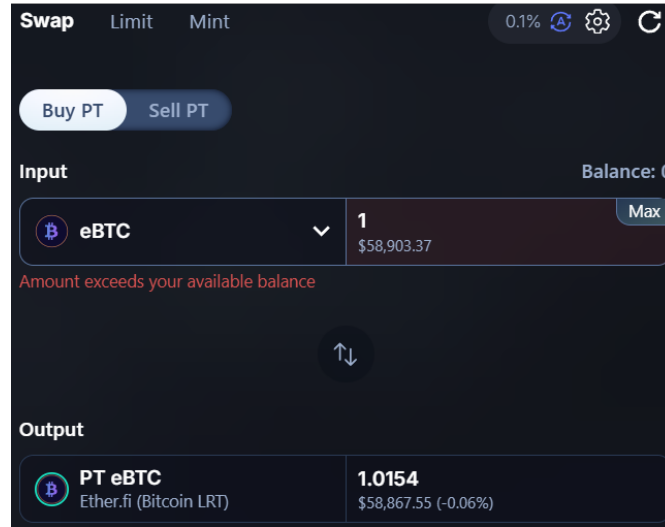 Swap Limit Mint 0.1%
Buy PT Sell PT
Input Balance: 0
eBTC 1 Max
$58,903.37
Amount exceeds your available balance
Output
PT eBTC 1.0154
Ether.fi (Bitcoin LRT) $58,867.55 (-0.06%)